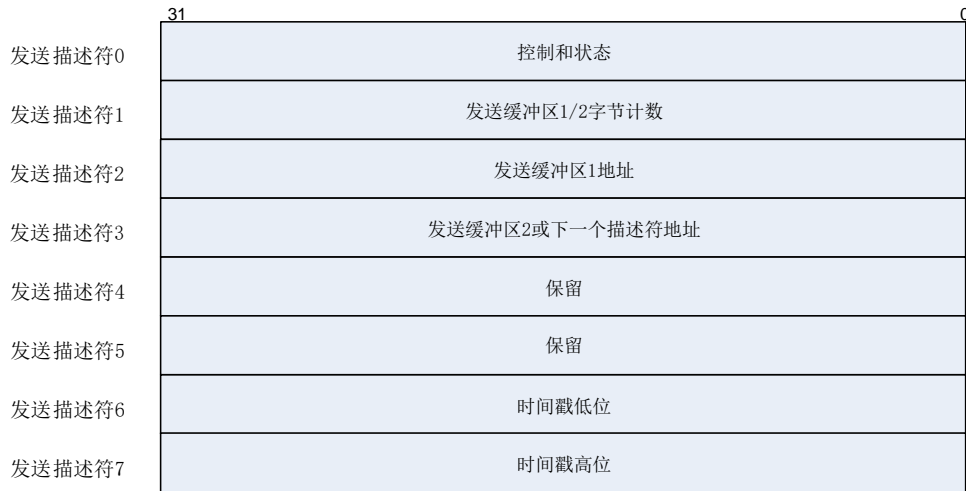 31 0
发送描述符0 控制和状态
发送描述符1 发送缓冲区1/2字节计数
发送描述符2 发送缓冲区1地址
发送描述符3 发送缓冲区2或下一个描述符地址
发送描述符4 保留
发送描述符5 保留
发送描述符6 时间戳低位
发送描述符7 时间戳高位